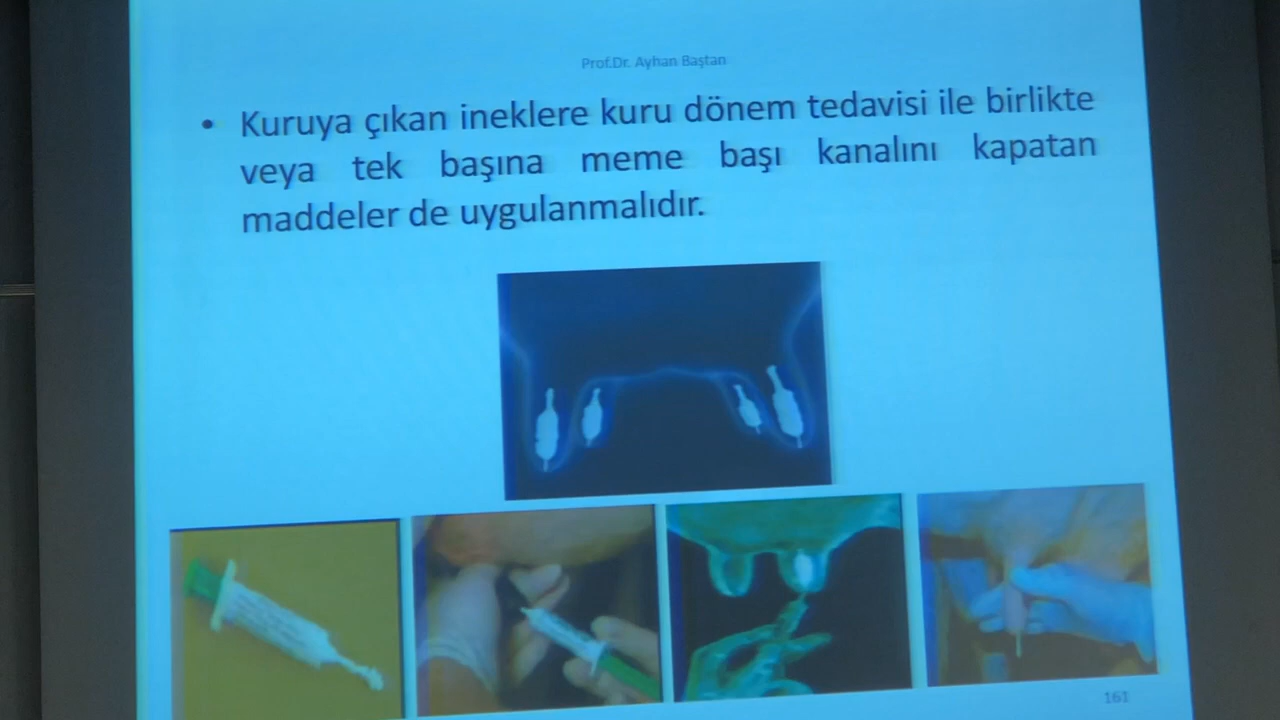 Prof.Dr. Ayhan Baştan
• Kuruya çıkan ineklere kuru dönem tedavisi ile birlikte
veya tek başına meme başı kanalını kapatan
maddeler de uygulanmalıdır.
161